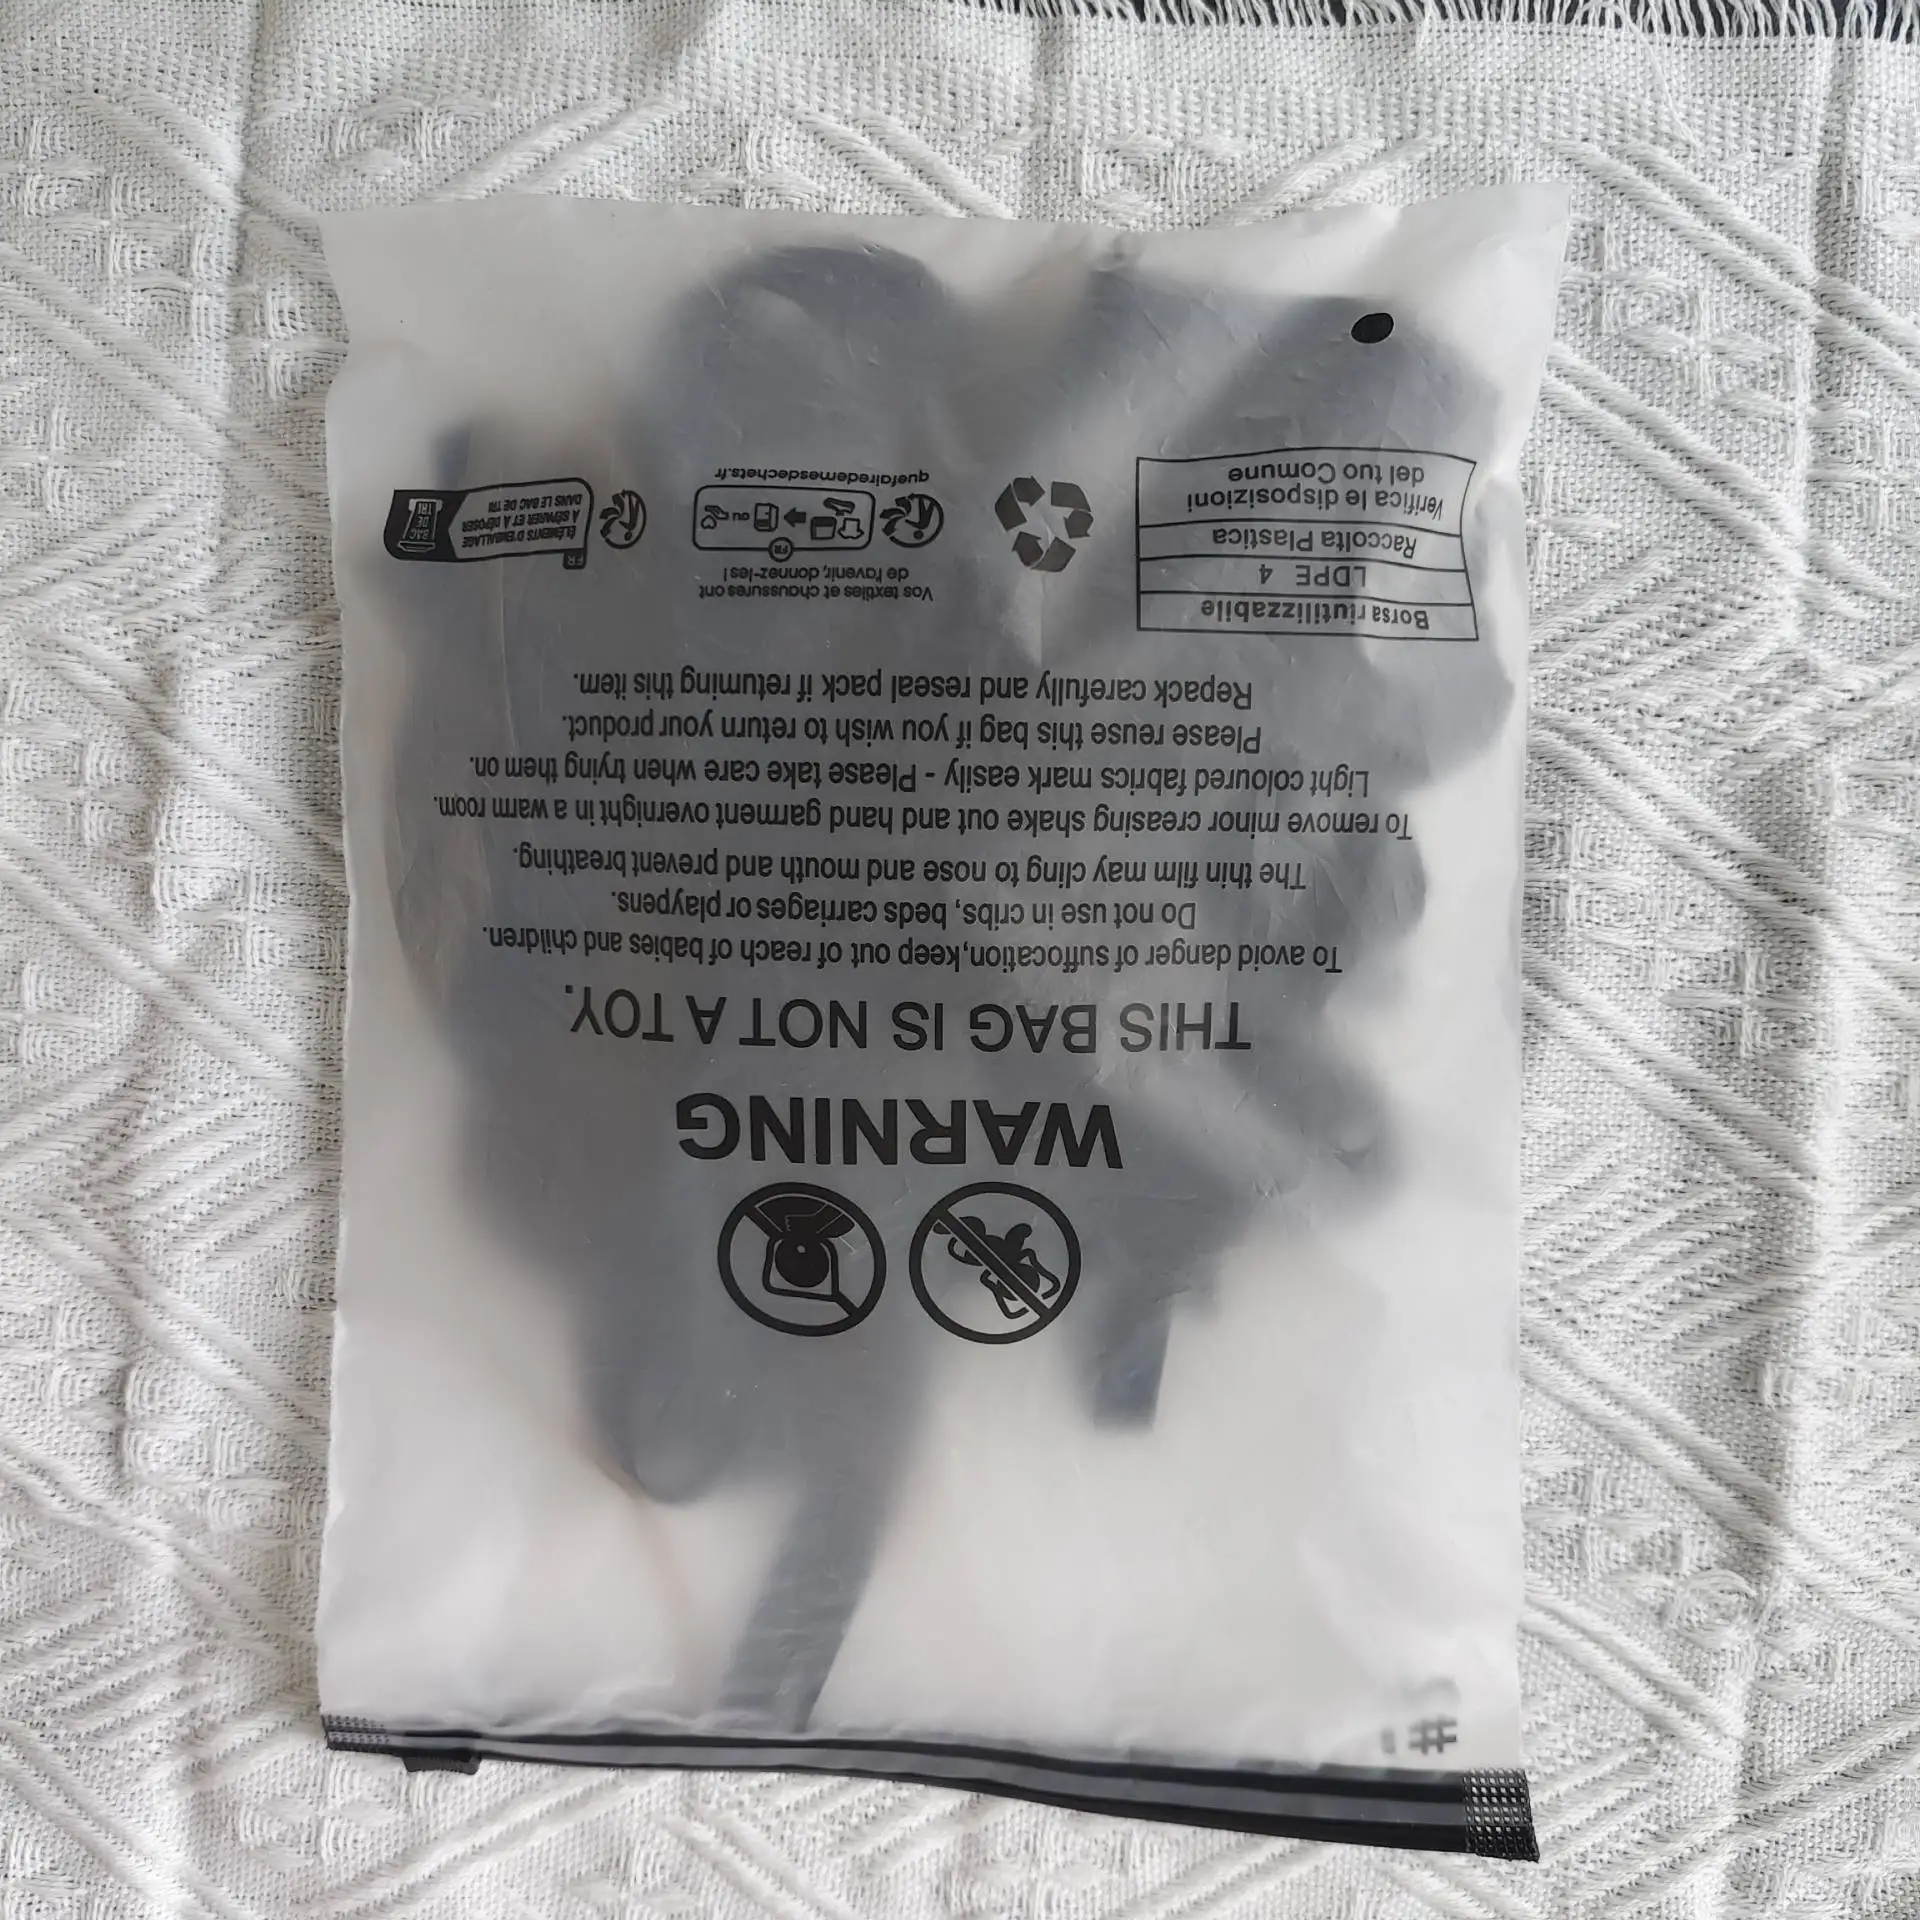 WARNING
THIS BAG IS NOT A TOY.
To avoid danger of suffocation,keep out of reach of babies and children.
Do not use in cribs, beds carriages or playpens.
The thin film may cling to nose and mouth and prevent breathing.
To remove minor creasing shake out and hand garment overnight in a warm room.
Light coloured fabrics mark easily - Please take care when trying them on.
Please reuse this bag if you wish to return your product.
Repack carefully and reseal pack if returning this item.
Borsa riutilizzabile
LDPE 4
Raccolta Plastica
Verifica le disposizioni
del tuo Comune
Vos textiles et chaussures ont
de l'avenir, donnez-les!
FR
OU
quefairedemesdechets.fr
FR
ÉLÉMENTS D'EMBALLAGE
À SÉPARER ET À DÉPOSER
DANS LE BAC DE TRI
BAC
DE
TRI